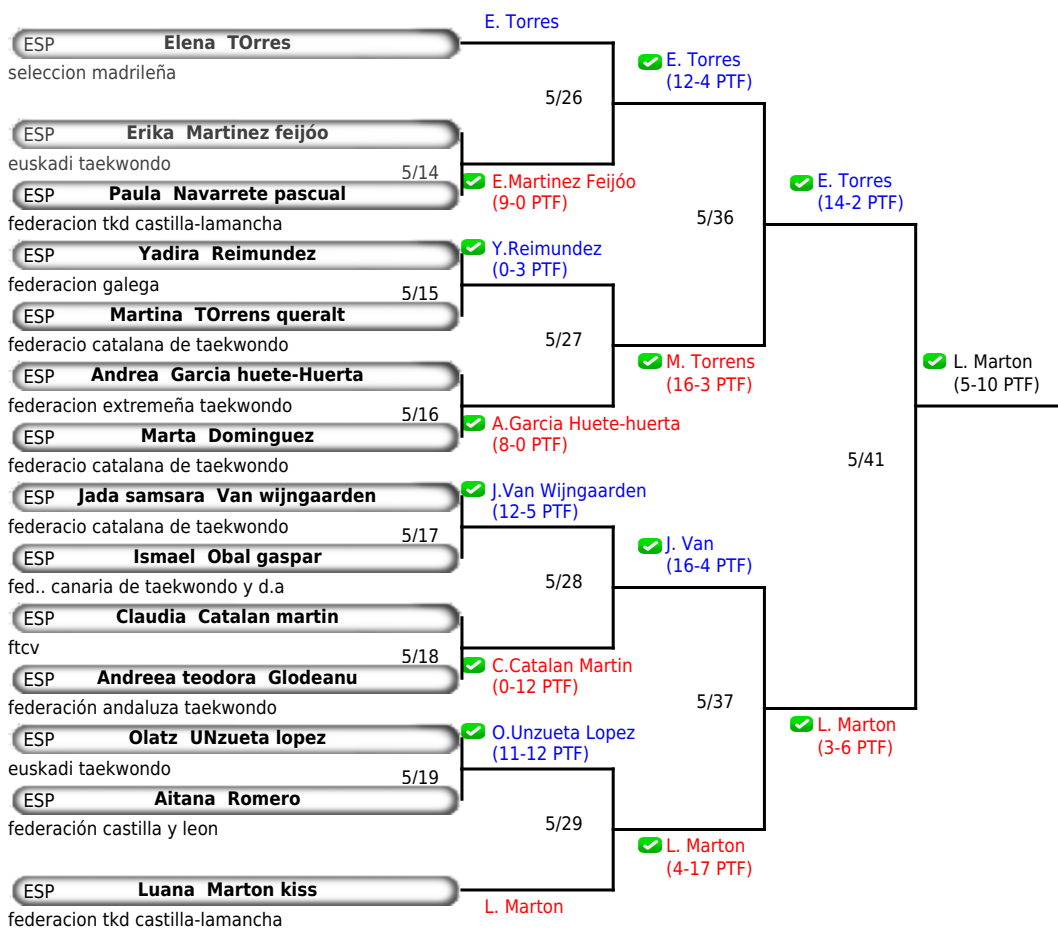 E. Torres
ESP Elena TOrres
seleccion madrileña
E. Torres
(12-4 PTF)
5/26
ESP Erika Martinez feijóo
euskadi taekwondo
5/14
E.Martinez Feijóo
(9-0 PTF)
E. Torres
(14-2 PTF)
ESP Paula Navarrete pascual
federacion tkd castilla-lamancha
5/36
ESP Yadira Reimundez
Y.Reimundez
(0-3 PTF)
federacion galega
5/15
ESP Martina TOrrens queralt
federacio catalana de taekwondo
5/27
M. Torrens
(16-3 PTF)
L. Marton
(5-10 PTF)
ESP Andrea Garcia huete-Huerta
federacion extremeña taekwondo
5/16
A.Garcia Huete-huerta
(8-0 PTF)
ESP Marta Dominguez
federacio catalana de taekwondo
5/41
ESP Jada samsara Van wijngaarden
J.Van Wijngaarden
(12-5 PTF)
federacio catalana de taekwondo
5/17
J. Van
(16-4 PTF)
ESP Ismael Obal gaspar
fed.. canaria de taekwondo y d.a
5/28
ESP Claudia Catalan martin
ftcv
5/18
C.Catalan Martin
(0-12 PTF)
ESP Andreea teodora Glodeanu
federación andaluza taekwondo
5/37
L. Marton
(3-6 PTF)
ESP Olatz UNzueta lopez
O.Unzueta Lopez
(11-12 PTF)
euskadi taekwondo
5/19
ESP Aitana Romero
federación castilla y leon
5/29
L. Marton
(4-17 PTF)
ESP Luana Marton kiss
L. Marton
federacion tkd castilla-lamancha